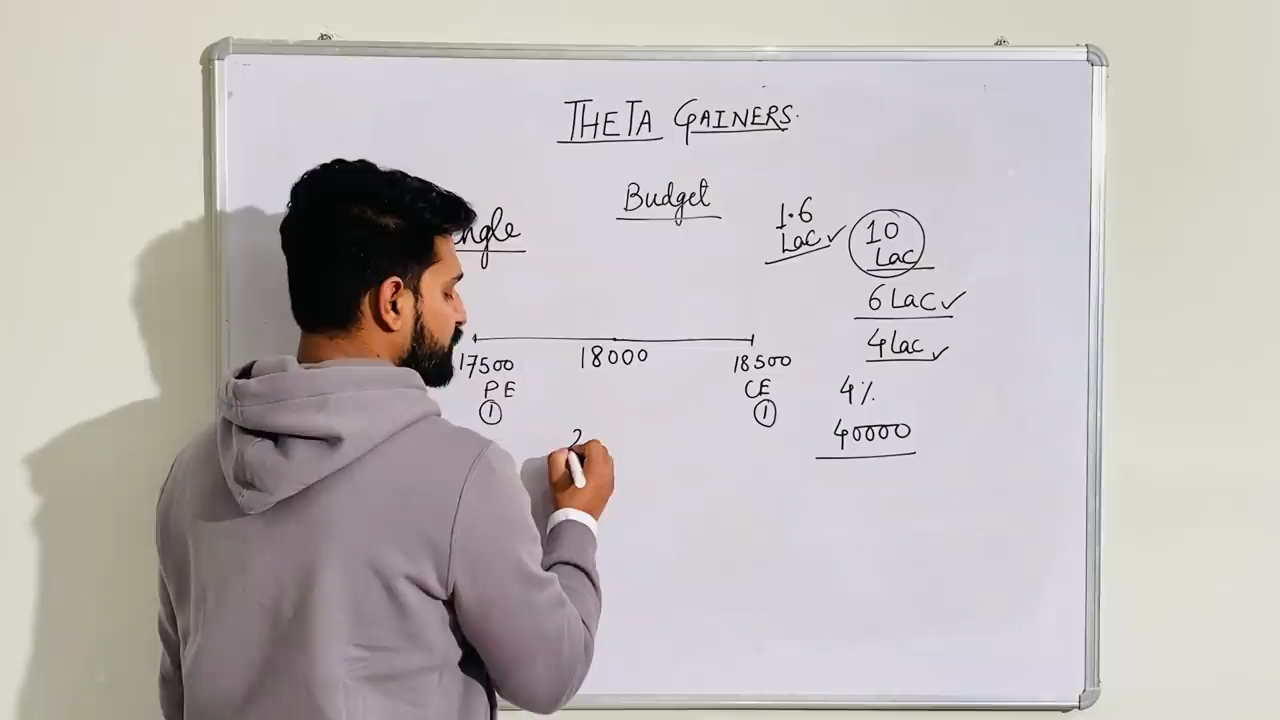 THETA GAINERS.
Budget
1.6
Lac ✓
10
Lac
6 Lac ✓
4 Lac ✓
17500 18000 18500
PE CE
1 1
4%
40000
2